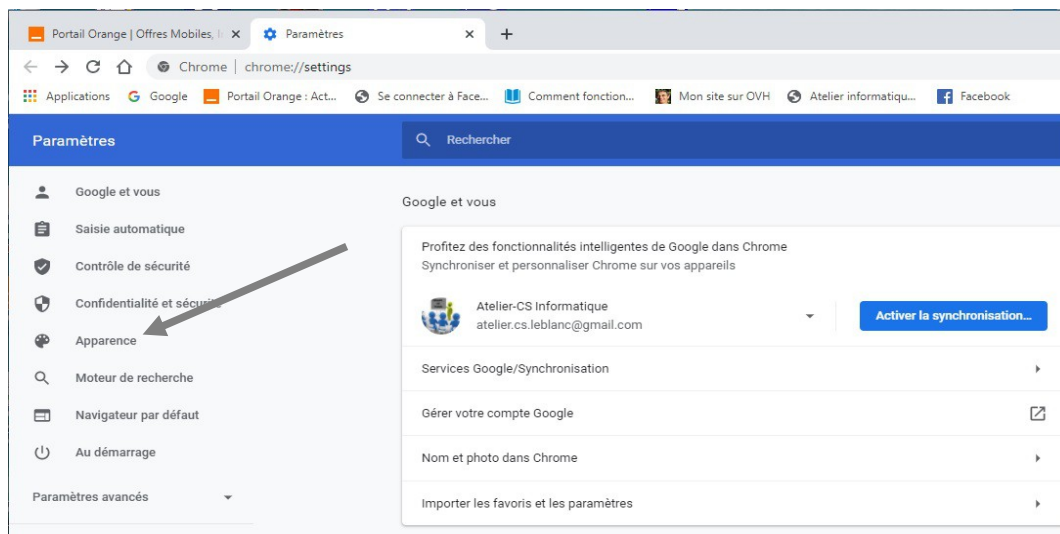 Portail Orange | Offres Mobiles,
Paramètres
Chrome | chrome://settings
Applications
Google
Portail Orange : Act...
Se connecter à Face...
Comment fonction...
Mon site sur OVH
Atelier informatiqu...
Facebook
Paramètres
Rechercher
Google et vous
Saisie automatique
Contrôle de sécurité
Confidentialité et sécurité
Apparence
Moteur de recherche
Navigateur par défaut
Au démarrage
Paramètres avancés
Google et vous
Profitez des fonctionnalités intelligentes de Google dans Chrome
Synchroniser et personnaliser Chrome sur vos appareils
Atelier-CS Informatique
atelier.cs.leblanc@gmail.com
Activer la synchronisation...
Services Google/Synchronisation
Gérer votre compte Google
Nom et photo dans Chrome
Importer les favoris et les paramètres